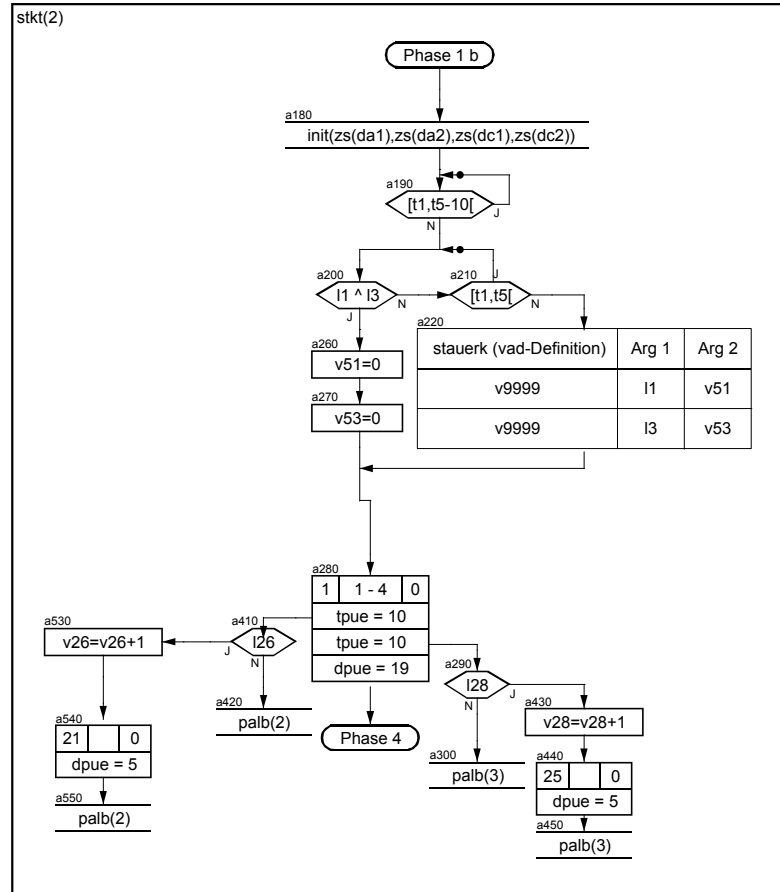 stkt(2)
Phase 1 b
a180
init(zs(da1),zs(da2),zs(dc1),zs(dc2))
a190
[t1,t5-10[
J
N
a200
l1 ^ l3
N
J
a210
J
[t1,t5[
N
a220
stauerk (vad-Definition) Arg 1 Arg 2
v9999 l1 v51
v9999 l3 v53
a260
v51=0
a270
v53=0
a280
1 1 - 4 0
tpue = 10
tpue = 10
dpue = 19
a410
l26
J
N
a530
v26=v26+1
a420
palb(2)
a540
21 0
dpue = 5
a550
palb(2)
Phase 4
a290
l28
J
N
a300
palb(3)
a430
v28=v28+1
a440
25 0
dpue = 5
a450
palb(3)